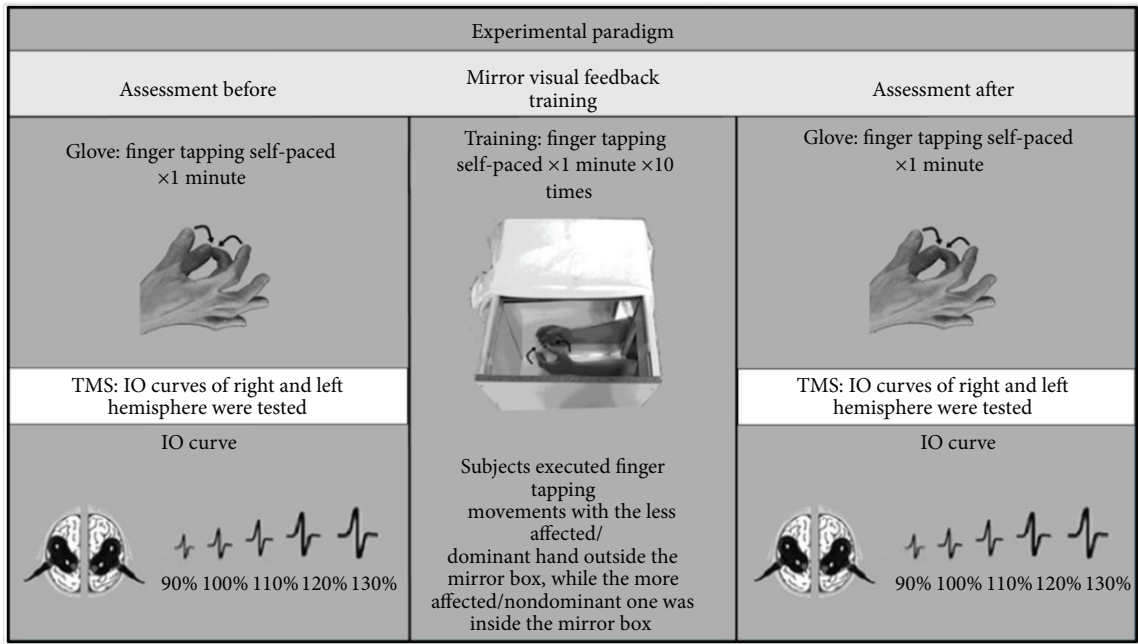 Experimental paradigm
Assessment before
Mirror visual feedback
training
Assessment after
Glove: finger tapping self-paced
×1 minute
TMS: IO curves of right and left
hemisphere were tested
IO curve
90% 100% 110% 120% 130%
Training: finger tapping
self-paced ×1 minute ×10
times
Subjects executed finger
tapping
movements with the less
affected/
dominant hand outside the
mirror box, while the more
affected/nondominant one was
inside the mirror box
Glove: finger tapping self-paced
×1 minute
TMS: IO curves of right and left
hemisphere were tested
IO curve
90% 100% 110% 120% 130%